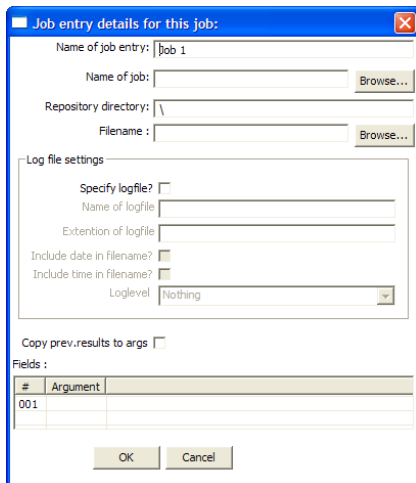 Job entry details for this job:
Name of job entry: Job 1
Name of job: Browse...
Repository directory: \
Filename : Browse...
Log file settings
Specify logfile?
Name of logfile
Extention of logfile
Include date in filename?
Include time in filename?
Loglevel Nothing
Copy prev.results to args
Fields :
# Argument
001
OK Cancel